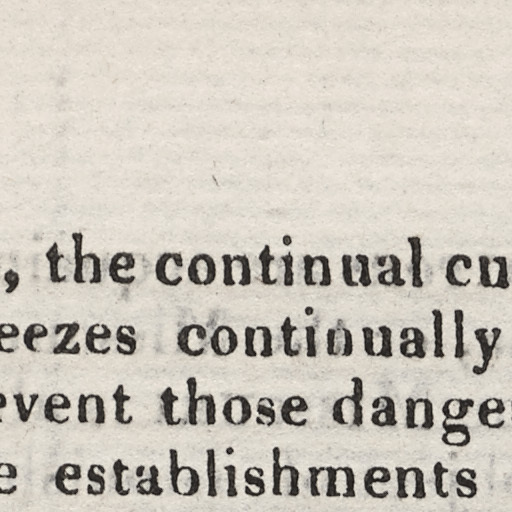 , the continual cu
eezes continually
event those dange
e establishments